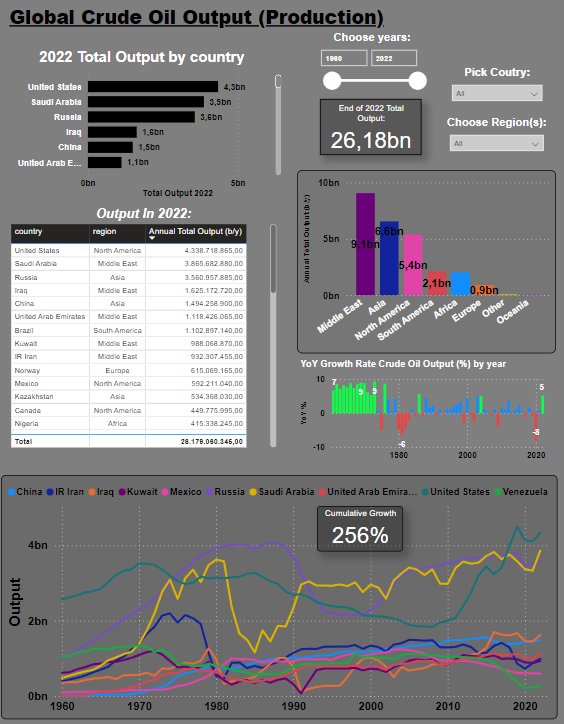 Global Crude Oil Output (Production)
Choose years:
1960 2022
2022 Total Output by country
United States 4,3bn
Saudi Arabia 3,9bn
Russia 3,6bn
Iraq 1,6bn
China 1,5bn
United Arab E... 1,1bn
0bn 5bn
Total Output 2022
End of 2022 Total
Output:
26,18bn
Pick Coutry:
All
Choose Region(s):
All
Output In 2022:
country region Annual Total Output (b/y)
United States North America 4.338.718.865,00
Saudi Arabia Middle East 3.865.682.880,00
Russia Asia 3.560.957.885,00
Iraq Middle East 1.625.172.720,00
China Asia 1.494.258.900,00
United Arab Emirates Middle East 1.118.426.065,00
Brazil South America 1.102.897.140,00
Kuwait Middle East 988.068.870,00
IR Iran Middle East 932.307.455,00
Norway Europe 615.069.165,00
Mexico North America 592.211.040,00
Kazakhstan Asia 534.368.030,00
Canada North America 449.775.995,00
Nigeria Africa 415.338.245,00
Total
Annual Total Output (b/y)
10bn
5bn
0bn
9,1bn
6,6bn
5,4bn
2,1bn
0,9bn
Middle East
Asia
North America
South America
Africa
Europe
Other
Oceania
YoY Growth Rate Crude Oil Output (%) by year
YoY %
10
0
-10
7
9
9
-6
-8
5
1980 2000 2020
China IR Iran Iraq Kuwait Mexico Russia Saudi Arabia United Arab Emira... United States Venezuela
Cumulative Growth
256%
Output
4bn
2bn
0bn
1960 1970 1980 1990 2000 2010 2020